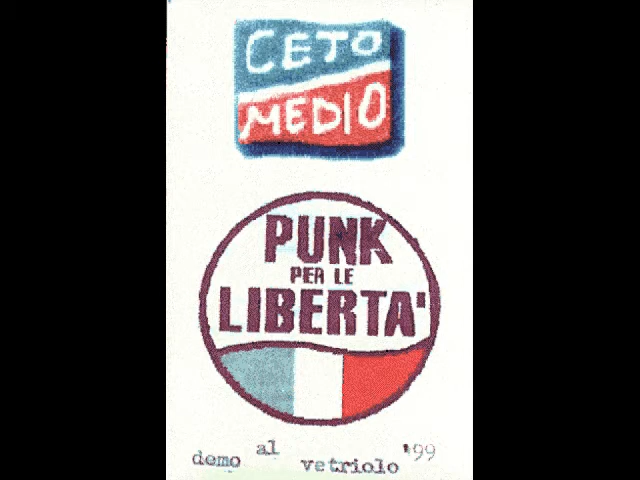 CETO
MEDIO
PUNK
PER LE
LIBERTA'
demo al vetriolo '99